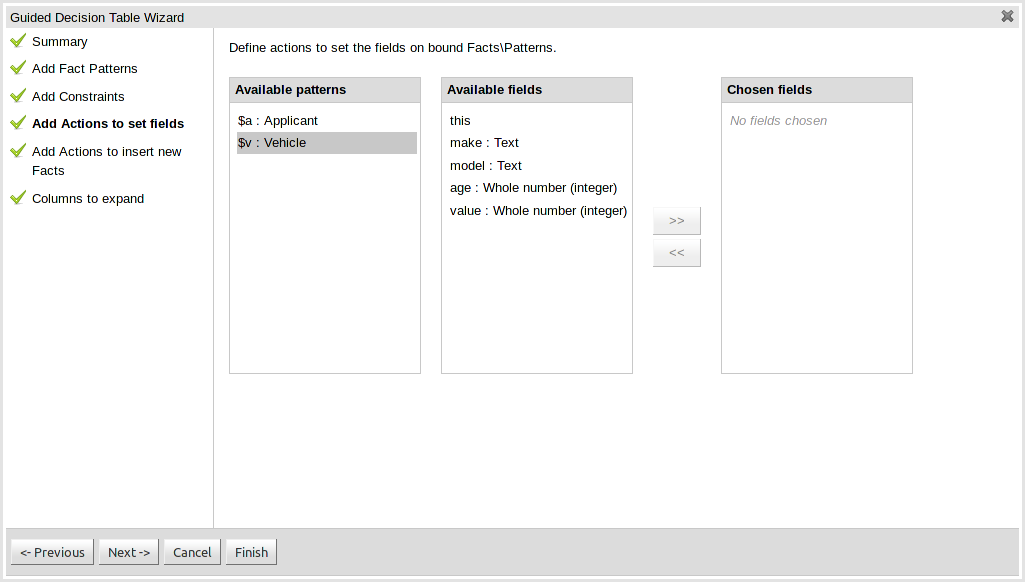 Guided Decision Table Wizard
Summary
Add Fact Patterns
Add Constraints
Add Actions to set fields
Add Actions to insert new
Facts
Columns to expand
Define actions to set the fields on bound Facts\Patterns.
Available patterns
$a : Applicant
$v : Vehicle
Available fields
this
make : Text
model : Text
age : Whole number (integer)
value : Whole number (integer)
>>
<<
Chosen fields
No fields chosen
<- Previous
Next ->
Cancel
Finish